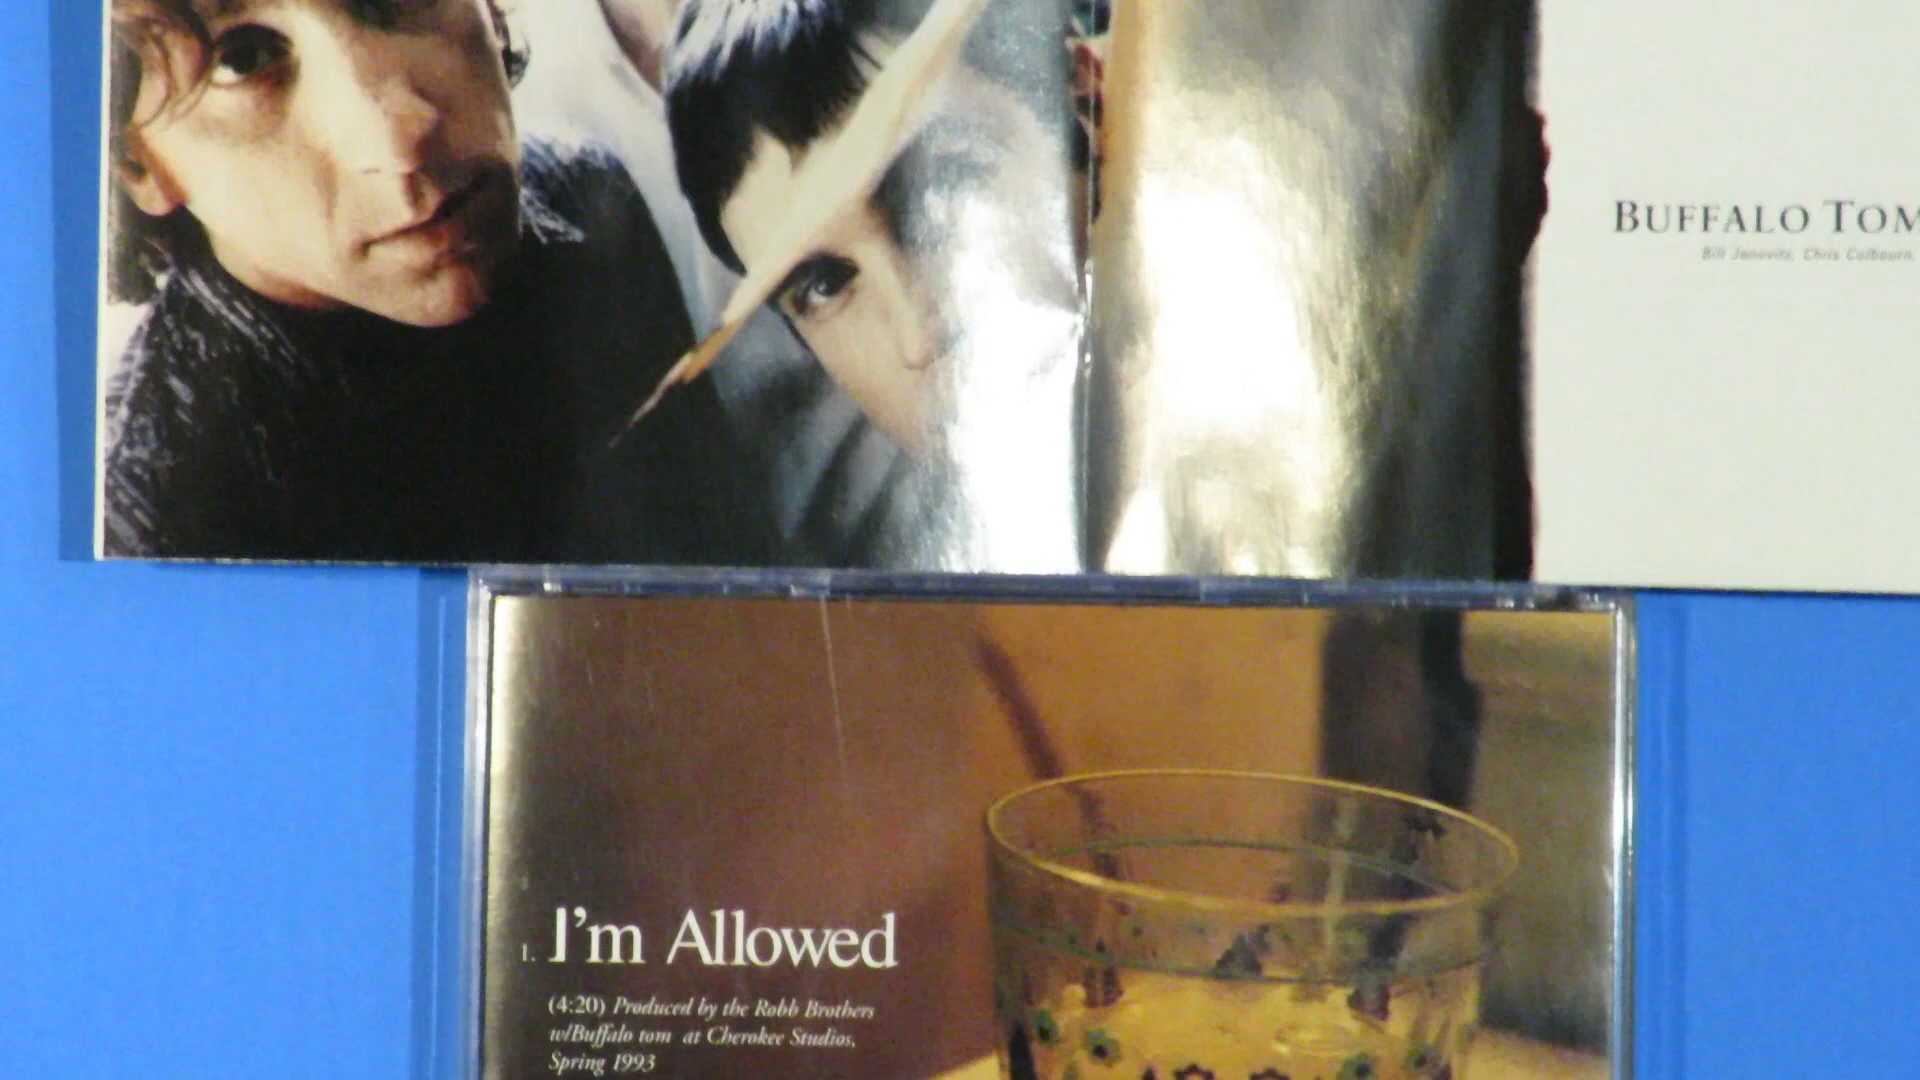 BUFFALO TOM
Bill Janovitz, Chris Colbourn,
1. I'm Allowed
(4:20) Produced by the Robb Brothers
w/Buffalo tom at Cherokee Studios,
Spring 1993